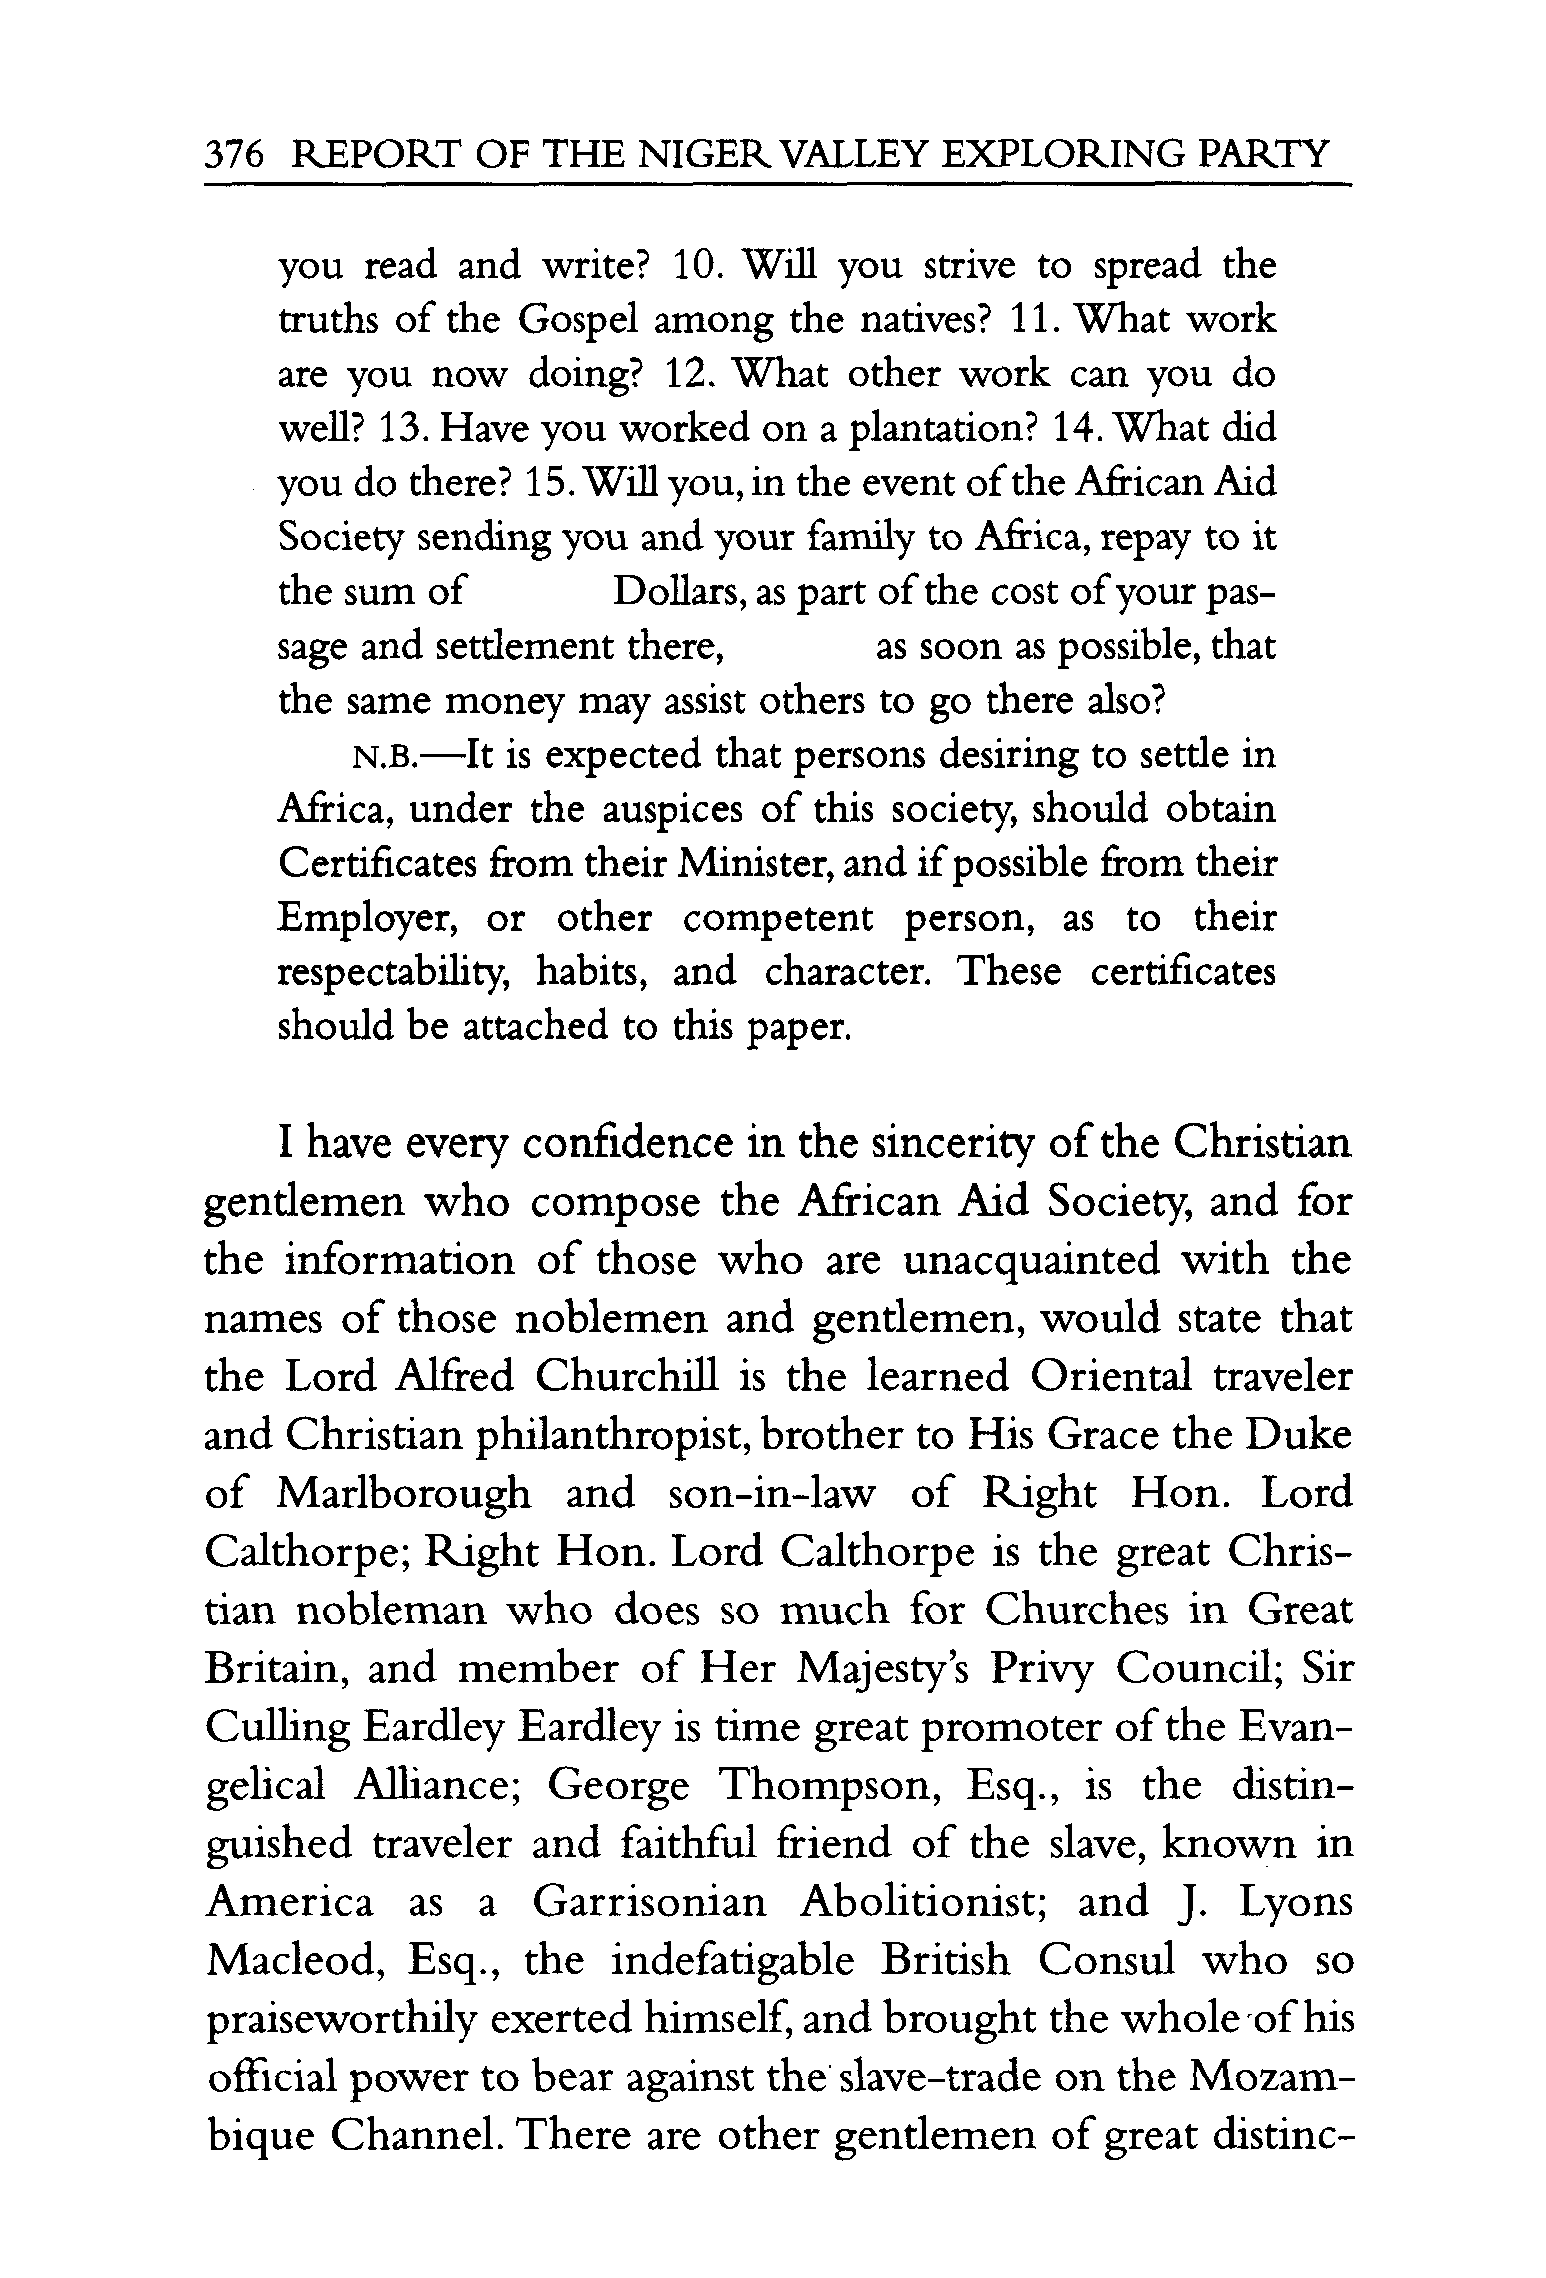 376 REPORT OF THE NIGER VALLEY EXPLORING PARTY
you read and write? 10. Will you strive to spread the
truths of the Gospel among the natives? 11. What work
are you now doing? 12. What other work can you do
well? 13. Have you worked on a plantation? 14. What did
you do there? 15. Will you, in the event of the African Aid
Society sending you and your family to Africa, repay to it
the sum of Dollars, as part of the cost of your pas-
sage and settlement there, as soon as possible, that
the same money may assist others to go there also?
N.B.—It is expected that persons desiring to settle in
Africa, under the auspices of this society, should obtain
Certificates from their Minister, and if possible from their
Employer, or other competent person, as to their
respectability, habits, and character. These certificates
should be attached to this paper.
I have every confidence in the sincerity of the Christian
gentlemen who compose the African Aid Society, and for
the information of those who are unacquainted with the
names of those noblemen and gentlemen, would state that
the Lord Alfred Churchill is the learned Oriental traveler
and Christian philanthropist, brother to His Grace the Duke
of Marlborough and son-in-law of Right Hon. Lord
Calthorpe; Right Hon. Lord Calthorpe is the great Chris-
tian nobleman who does so much for Churches in Great
Britain, and member of Her Majesty's Privy Council; Sir
Culling Eardley Eardley is time great promoter of the Evan-
gelical Alliance; George Thompson, Esq., is the distin-
guished traveler and faithful friend of the slave, known in
America as a Garrisonian Abolitionist; and J. Lyons
Macleod, Esq., the indefatigable British Consul who so
praiseworthily exerted himself, and brought the whole of his
official power to bear against the slave-trade on the Mozam-
bique Channel. There are other gentlemen of great distinc-